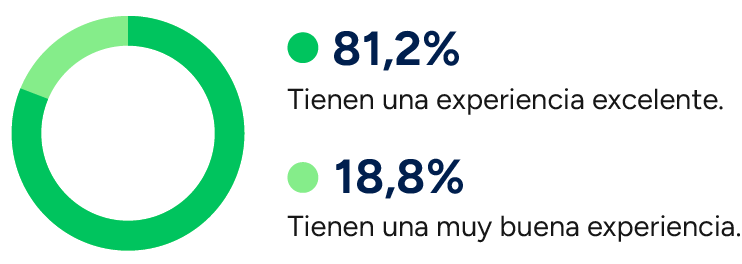 81,2%
Tienen una experiencia excelente.
18,8%
Tienen una muy buena experiencia.